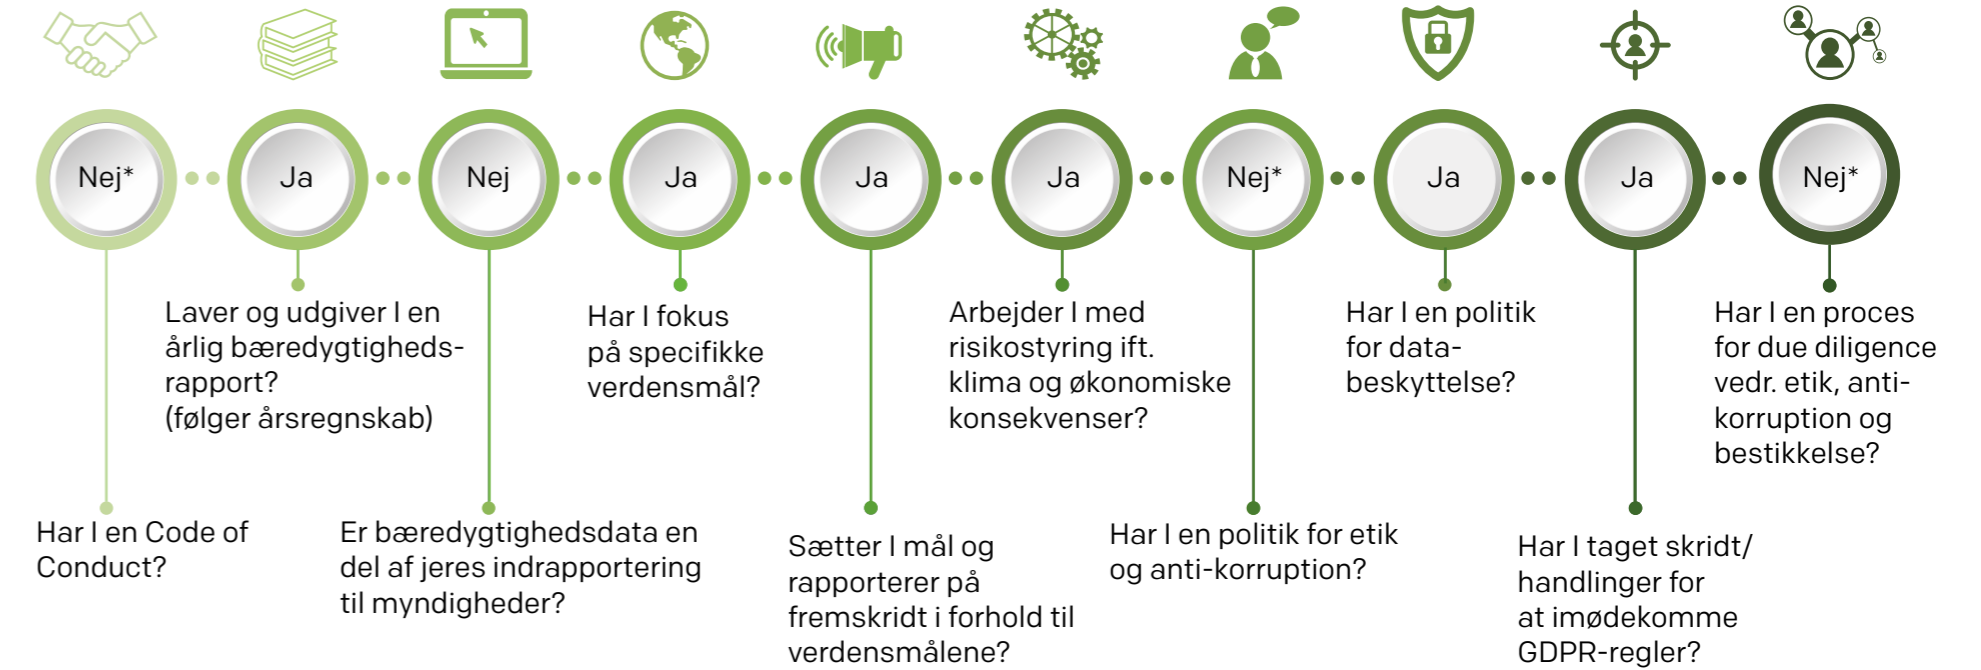 Nej*
Ja
Nej
Ja
Ja
Ja
Nej*
Ja
Ja
Nej*
Har I en Code of
Conduct?
Laver og udgiver I en
årlig bæredygtigheds-
rapport?
(følger årsregnskab)
Er bæredygtighedsdata en
del af jeres indrapportering
til myndigheder?
Har I fokus
på specifikke
verdensmål?
Sætter I mål og
rapporterer på
fremskridt i forhold til
verdensmålene?
Arbejder I med
risikostyring ift.
klima og økonomiske
konsekvenser?
Har I en politik for etik
og anti-korruption?
Har I en politik
for data-
beskyttelse?
Har I taget skridt/
handlinger for
at imødekomme
GDPR-regler?
Har I en proces
for due diligence
vedr. etik, anti-
korruption og
bestikkelse?